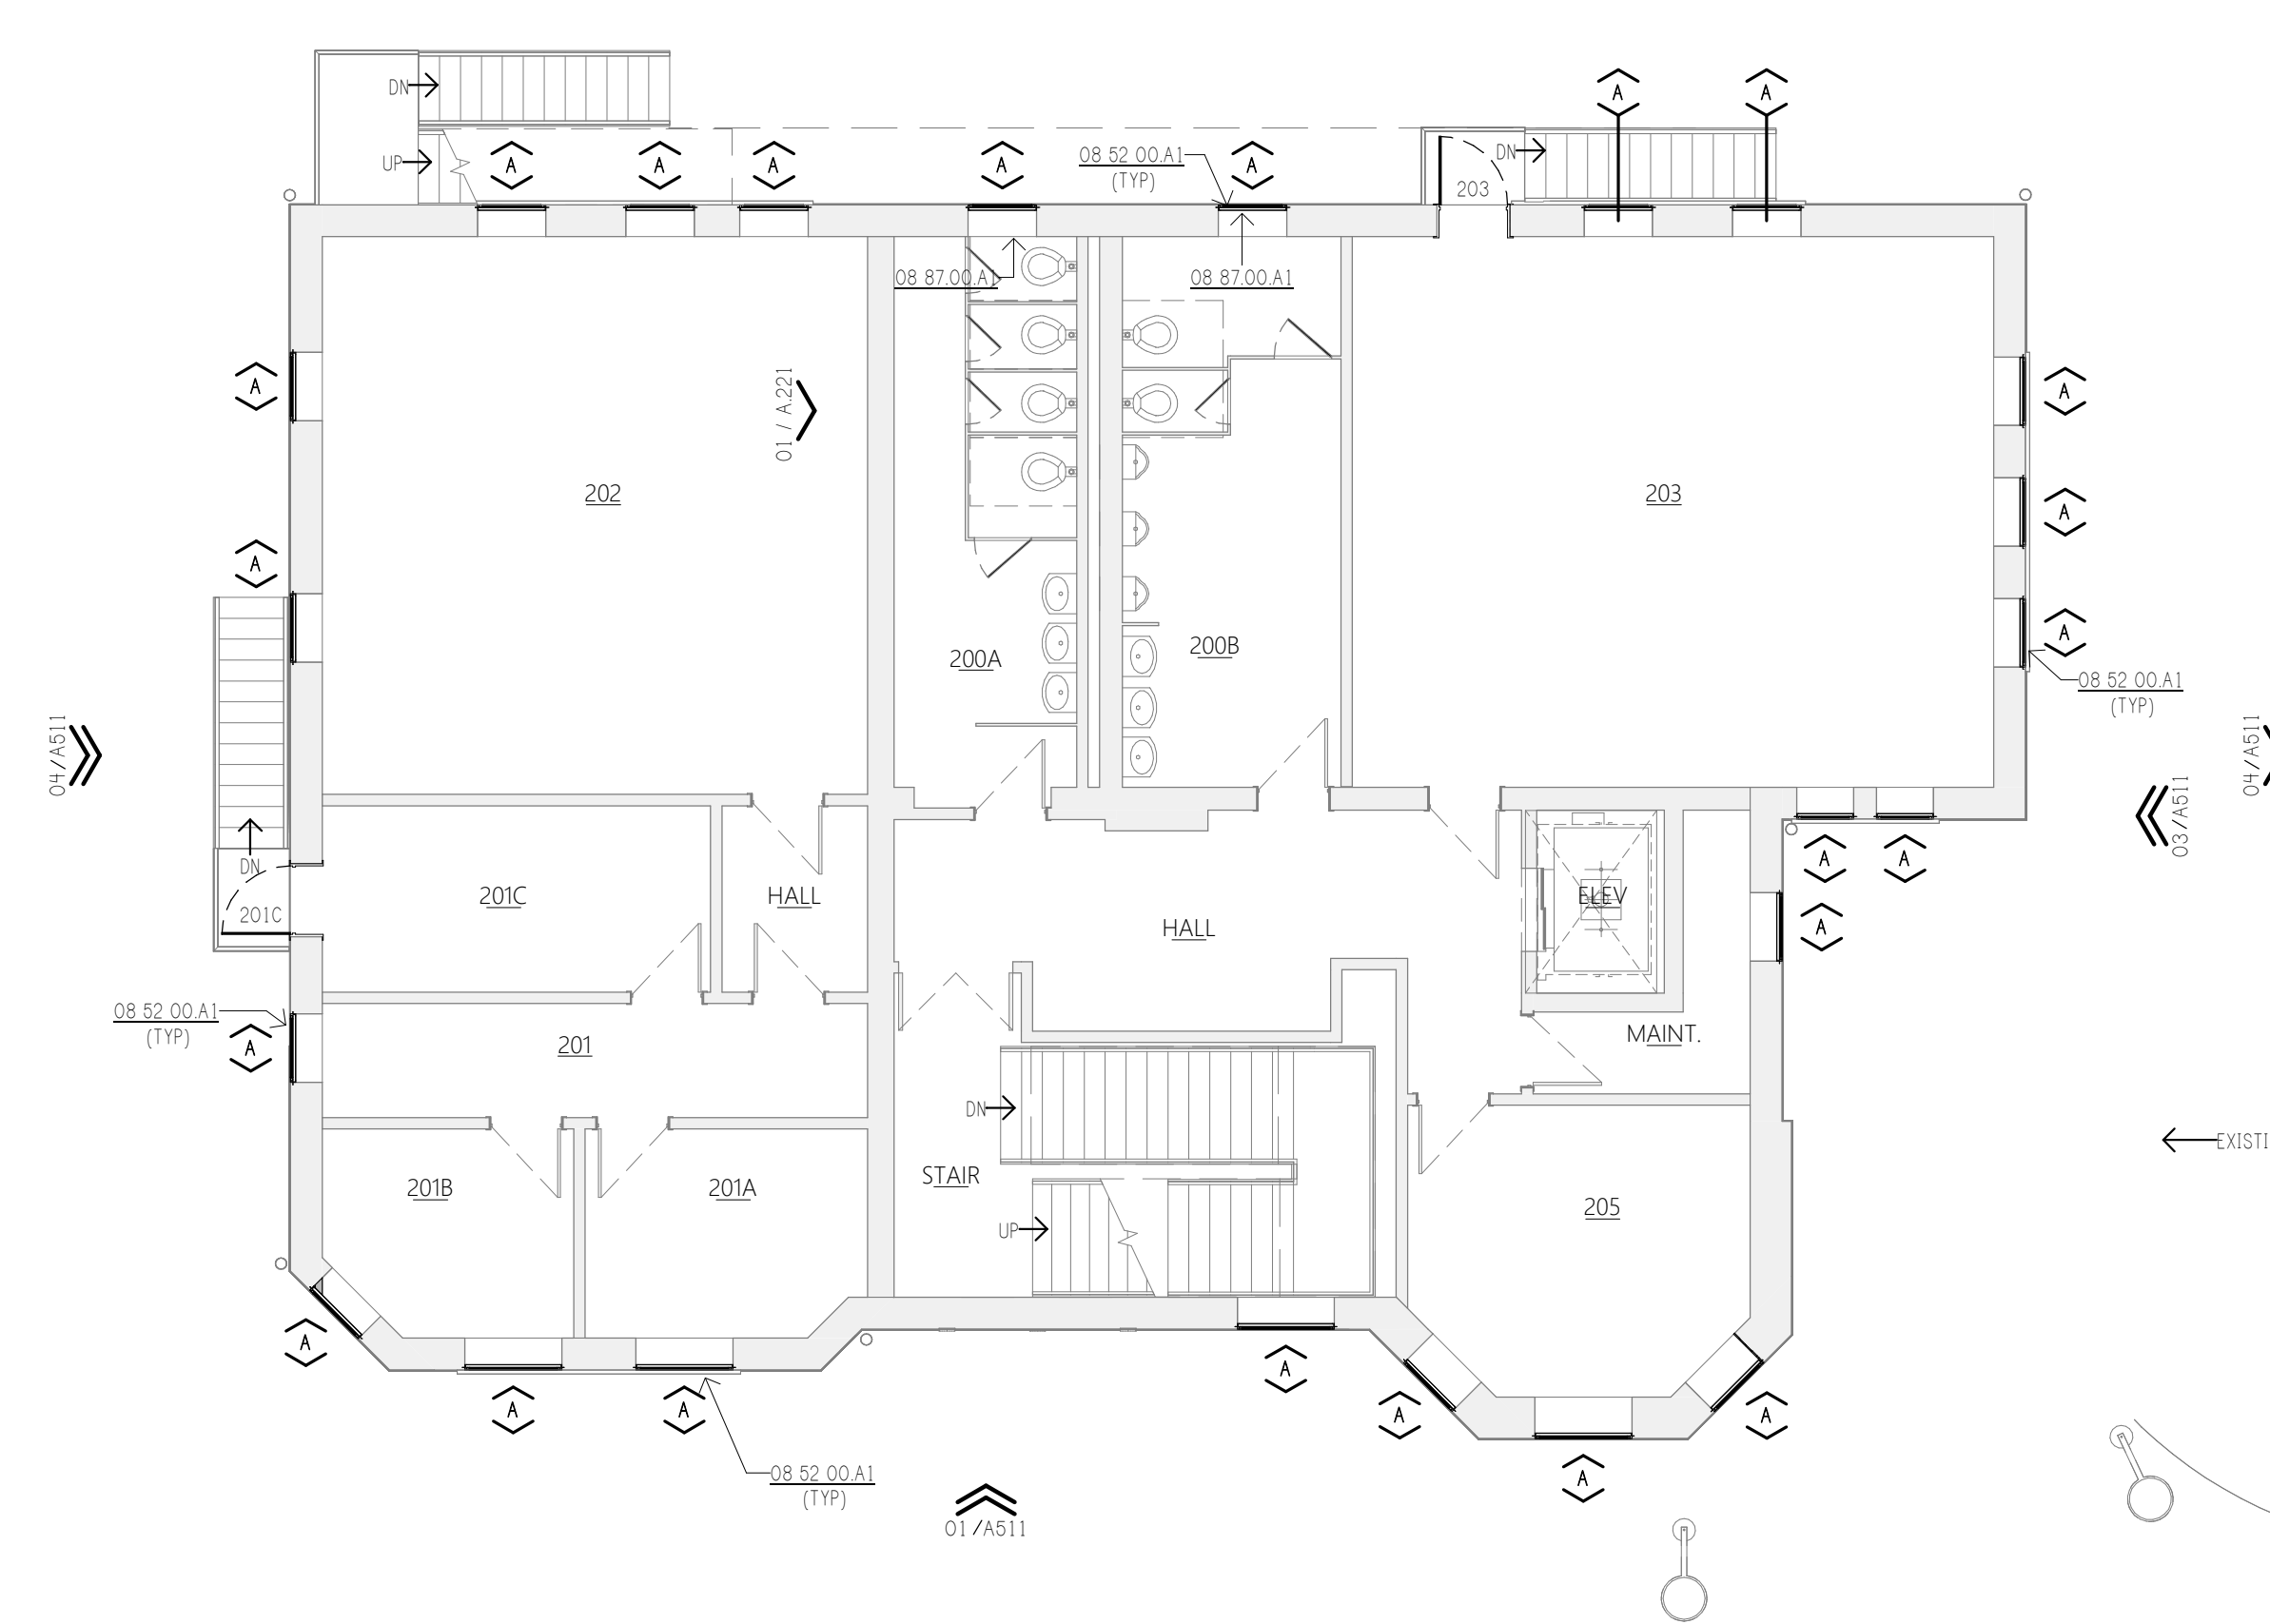 DN
A
A
UP
A
A
A
A
08 52 00.A1
(TYP)
A
DN
203
08 87.00.A1
08 87.00.A1
A
01 / A.221
A
202
203
A
A
200A
200B
A
08 52 00.A1
(TYP)
04/A511
04/A511
03/A511
DN
201C
201C
HALL
HALL
ELEV
A
A
A
08 52 00.A1
(TYP)
A
201
MAINT.
DN
EXISTI
STAIR
201B
201A
205
UP
A
A
A
A
A
A
A
08 52 00.A1
(TYP)
A
01/A511